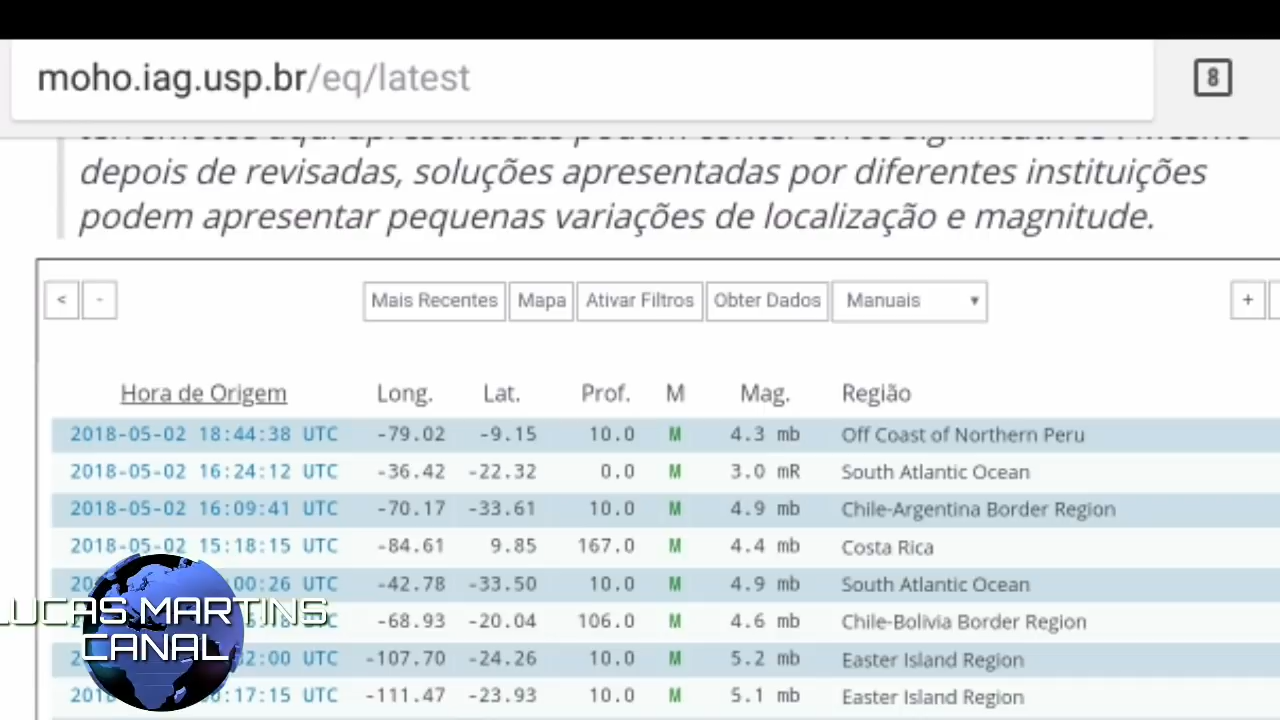 moho.iag.usp.br/eq/latest
8
depois de revisadas, soluções apresentadas por diferentes instituições
podem apresentar pequenas variações de localização e magnitude.
< - Mais Recentes Mapa Ativar Filtros Obter Dados Manuais ▾ +
Hora de Origem Long. Lat. Prof. M Mag. Região
2018-05-02 18:44:38 UTC -79.02 -9.15 10.0 M 4.3 mb Off Coast of Northern Peru
2018-05-02 16:24:12 UTC -36.42 -22.32 0.0 M 3.0 mR South Atlantic Ocean
2018-05-02 16:09:41 UTC -70.17 -33.61 10.0 M 4.9 mb Chile-Argentina Border Region
2018-05-02 15:18:15 UTC -84.61 9.85 167.0 M 4.4 mb Costa Rica
:00:26 UTC -42.78 -33.50 10.0 M 4.9 mb South Atlantic Ocean
-68.93 -20.04 106.0 M 4.6 mb Chile-Bolivia Border Region
:00 UTC -107.70 -24.26 10.0 M 5.2 mb Easter Island Region
:17:15 UTC -111.47 -23.93 10.0 M 5.1 mb Easter Island Region
LUCAS MARTINS
CANAL